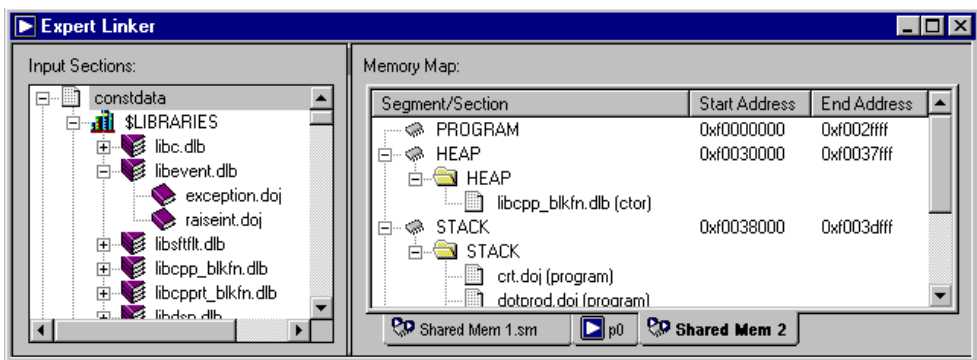 Expert Linker
Input Sections:
constdata
$LIBRARIES
libc.dlb
libevent.dlb
exception.doj
raiseint.doj
libsftflt.dlb
libcpp_blkfn.dlb
libcpprt_blkfn.dlb
libdsp.dlb
Memory Map:
Segment/Section Start Address End Address
PROGRAM 0xf0000000 0xf002ffff
HEAP 0xf0030000 0xf0037fff
HEAP
libcpp_blkfn.dlb (ctor)
STACK 0xf0038000 0xf003dfff
STACK
crt.doj (program)
dotprod.doj (program)
Shared Mem 1.sm p0 Shared Mem 2